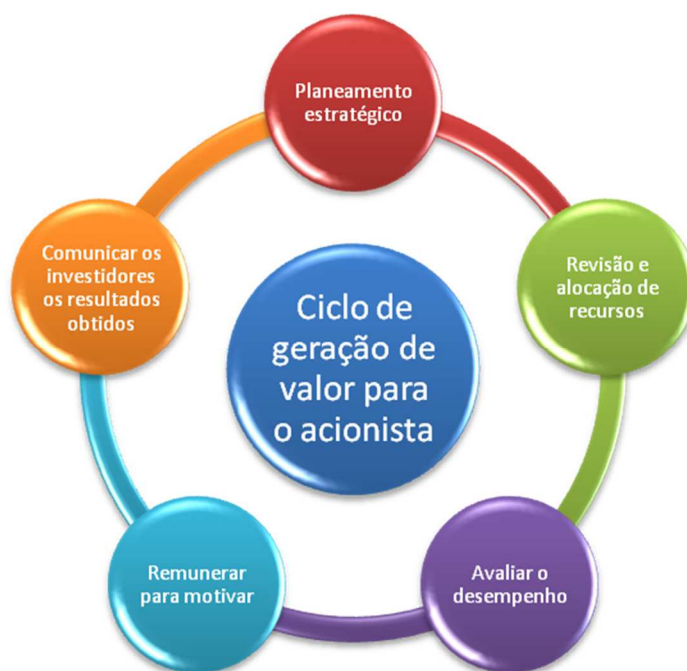 Planeamento
estratégico
Revisão e
alocação de
recursos
Avaliar o
desempenho
Remunerar
para motivar
Comunicar os
investidores
os resultados
obtidos
Ciclo de
geração de
valor para
o acionista